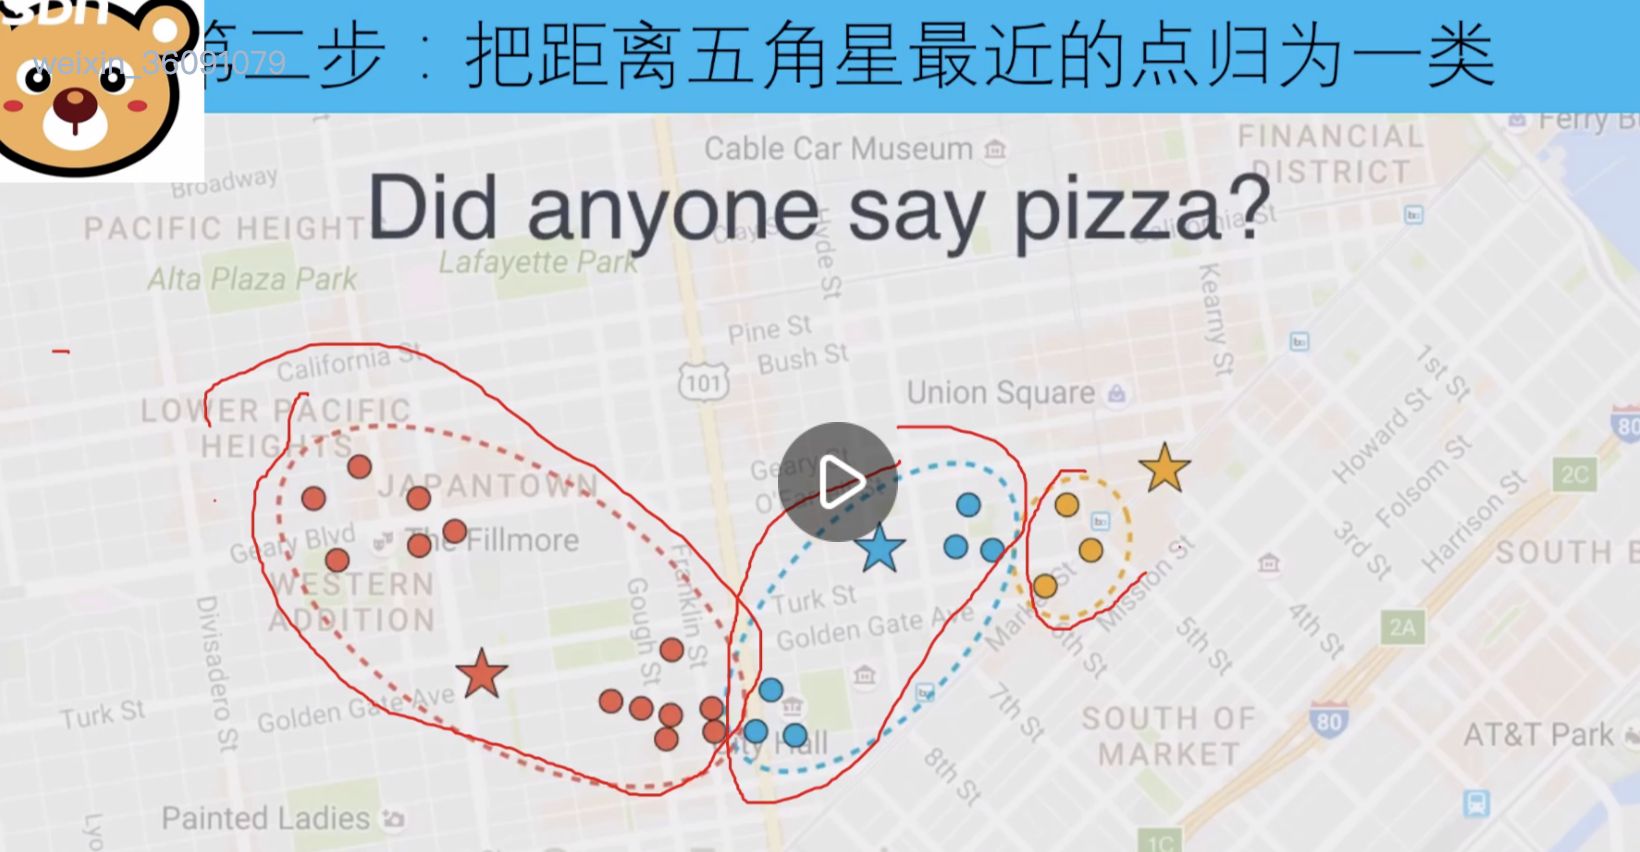 第二步：把距离五角星最近的点归为一类
weixin_36091079
Ferry B
Cable Car Museum
FINANCIAL
DISTRICT
Broadway
Did anyone say pizza?
PACIFIC HEIGHTS
Clay St
Hyde St
California St
Alta Plaza Park
Lafayette Park
Kearny St
Pine St
Bush St
California St
101
1st St
Union Square
Howard St
LOWER PACIFIC
HEIGHTS
80
Folsom St
Geary St
O'Farrell St
JAPANTOWN
2C
Harrison St
Geary Blvd
The Fillmore
3rd St
SOUTH B
WESTERN
ADDITION
Franklin St
Gough St
Turk St
Golden Gate Ave
Market St
Mission St
Divisadero St
4th St
2A
5th St
6th St
7th St
Turk St
Golden Gate Ave
SOUTH OF
MARKET
80
AT&T Park
City Hall
8th St
Painted Ladies
1C